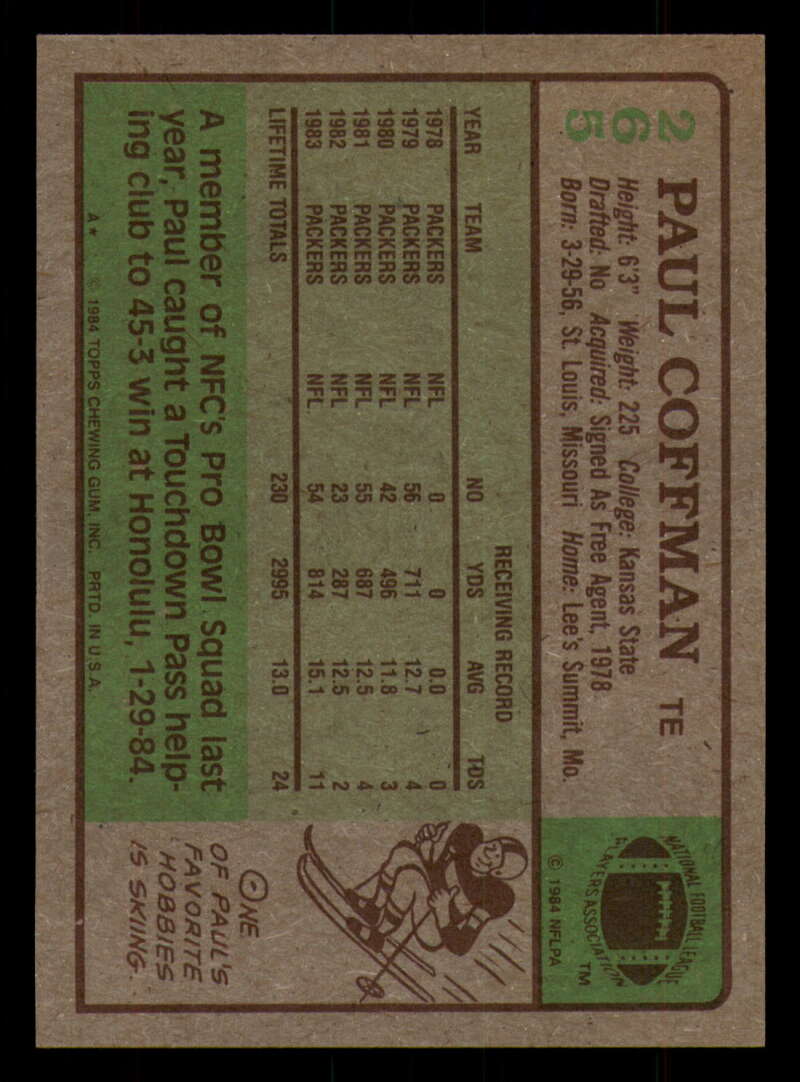 265
PAUL COFFMAN TE
Height: 6'3" Weight: 225 College: Kansas State
Drafted: No Acquired: Signed As Free Agent, 1978
Born: 3-29-56, St. Louis, Missouri Home: Lee's Summit, Mo.
NATIONAL FOOTBALL LEAGUE
PLAYERS ASSOCIATION
TM
© 1984 NFLPA
RECEIVING RECORD
YEAR TEAM NO YDS AVG TDS
1978 PACKERS NFL 0 0 0.0 0
1979 PACKERS NFL 56 711 12.7 4
1980 PACKERS NFL 42 496 11.8 3
1981 PACKERS NFL 55 687 12.5 4
1982 PACKERS NFL 23 287 12.5 2
1983 PACKERS NFL 54 814 15.1 11
LIFETIME TOTALS 230 2995 13.0 24
A member of NFC's Pro Bowl Squad last
year, Paul caught a Touchdown Pass help-
ing club to 45-3 win at Honolulu, 1-29-84.
A* © 1984 TOPPS CHEWING GUM, INC. PRTD. IN U.S.A.
ONE
OF PAUL'S
FAVORITE
HOBBIES
IS SKIING.